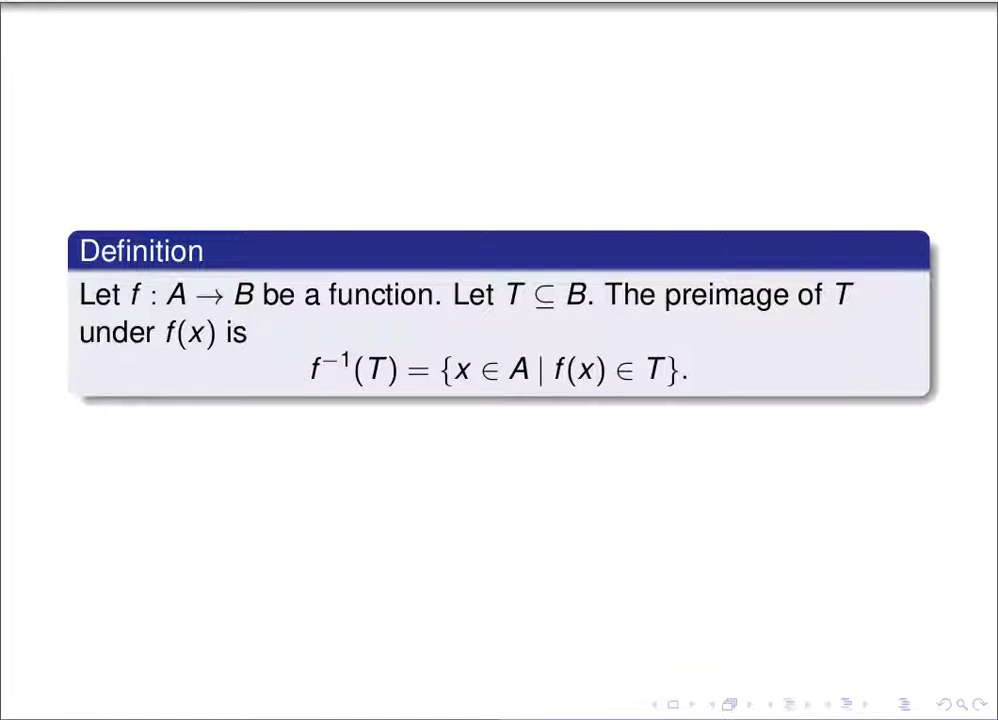 Definition
Let f : A → B be a function. Let T ⊆ B. The preimage of T
under f(x) is
f⁻¹(T) = {x ∈ A | f(x) ∈ T}.